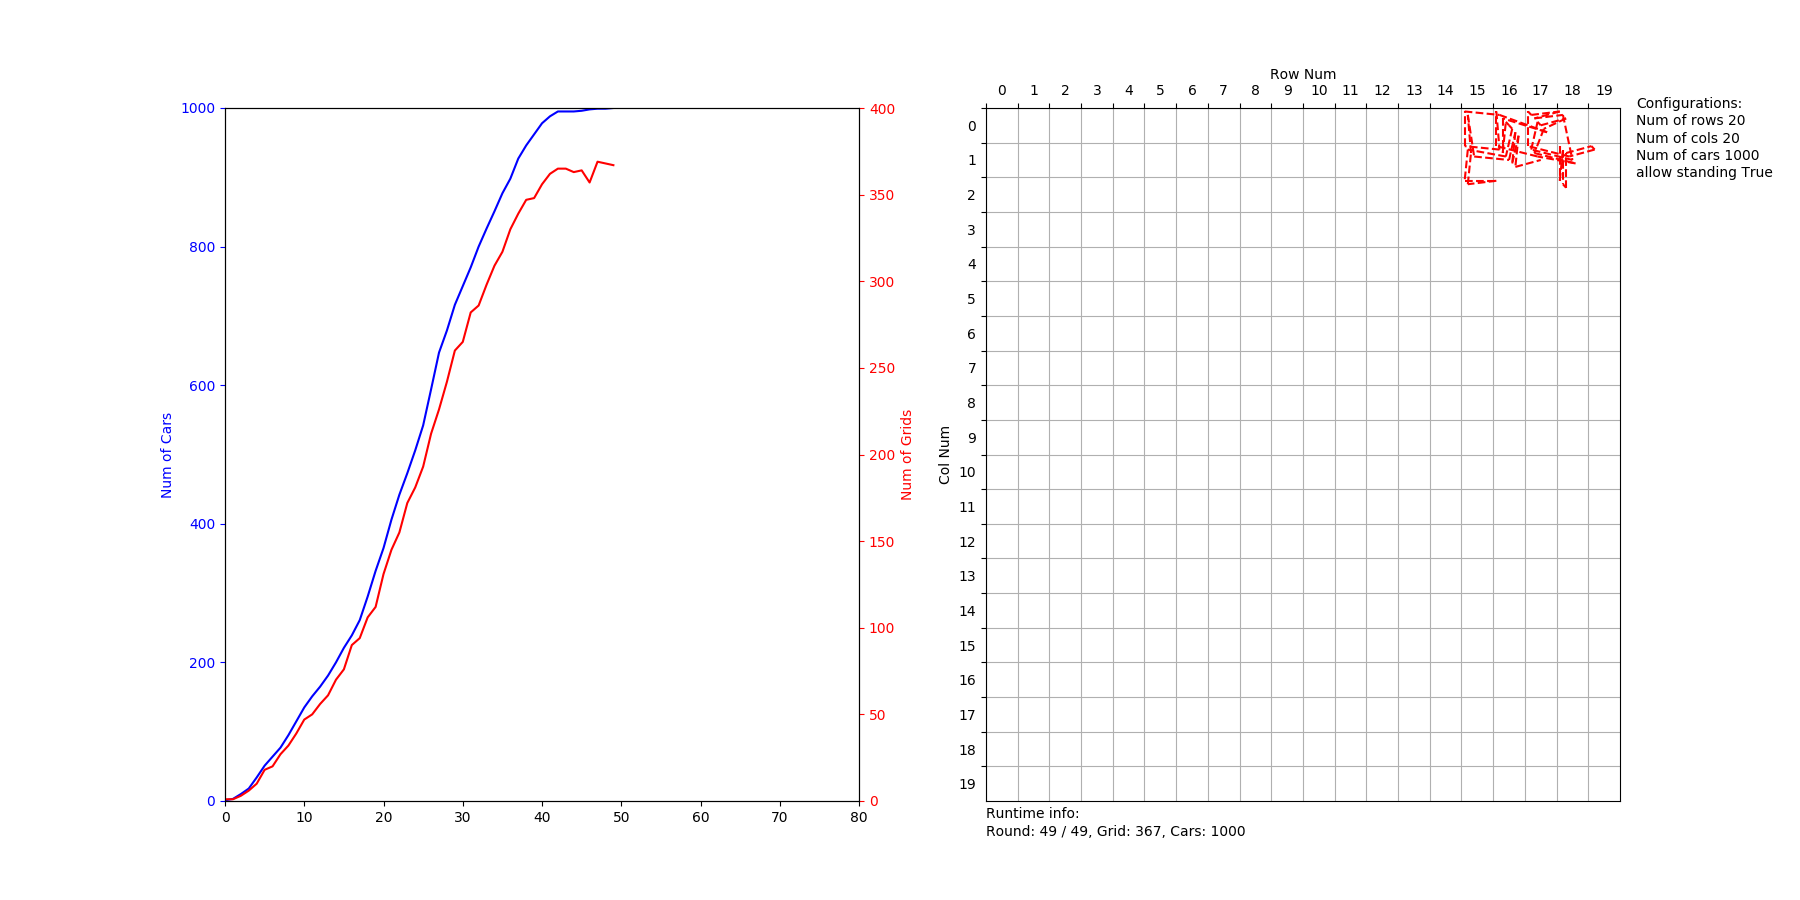 Row Num
0 1 2 3 4 5 6 7 8 9 10 11 12 13 14 15 16 17 18 19
Configurations:
Num of rows 20
Num of cols 20
Num of cars 1000
allow standing True
1000
800
600
400
200
0
Num of Cars
0 10 20 30 40 50 60 70 80
400
350
300
250
200
150
100
50
0
Num of Grids
Col Num
0
1
2
3
4
5
6
7
8
9
10
11
12
13
14
15
16
17
18
19
Runtime info:
Round: 49 / 49, Grid: 367, Cars: 1000